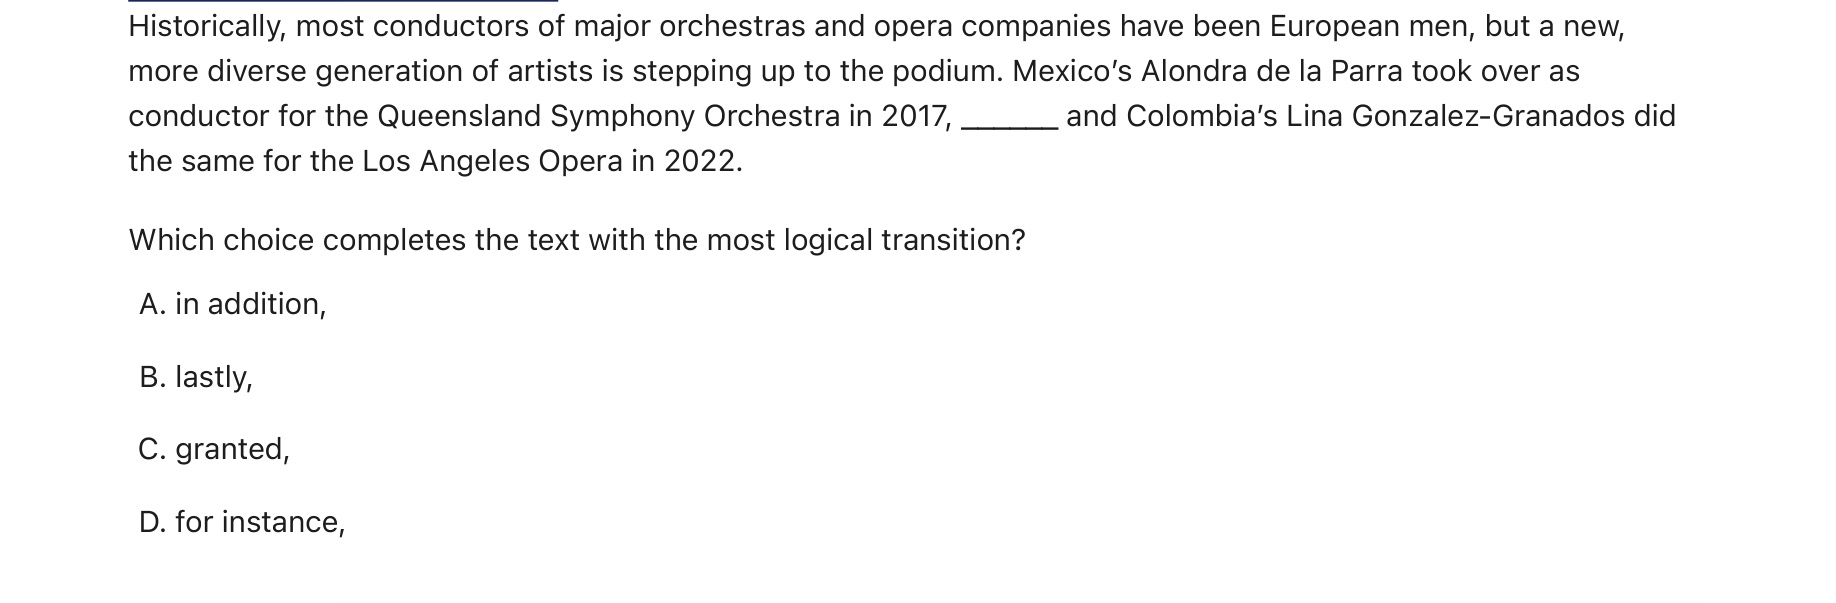 Historically, most conductors of major orchestras and opera companies have been European men, but a new,
more diverse generation of artists is stepping up to the podium. Mexico’s Alondra de la Parra took over as
conductor for the Queensland Symphony Orchestra in 2017, ______ and Colombia’s Lina Gonzalez-Granados did
the same for the Los Angeles Opera in 2022.
Which choice completes the text with the most logical transition?
A. in addition,
B. lastly,
C. granted,
D. for instance,